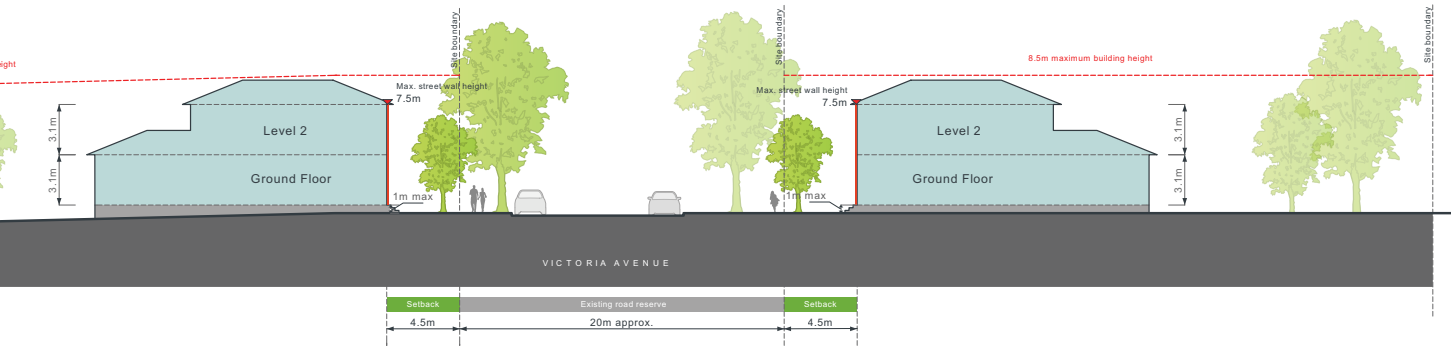 Site boundary
Site boundary
Site boundary
eight
8.5m maximum building height
Max. street wall height
7.5m
Max. street wall height
7.5m
3.1m
Level 2
Level 2
3.1m
3.1m
Ground Floor
Ground Floor
3.1m
1m max
1m max
VICTORIA AVENUE
Setback
Existing road reserve
Setback
4.5m
20m approx.
4.5m